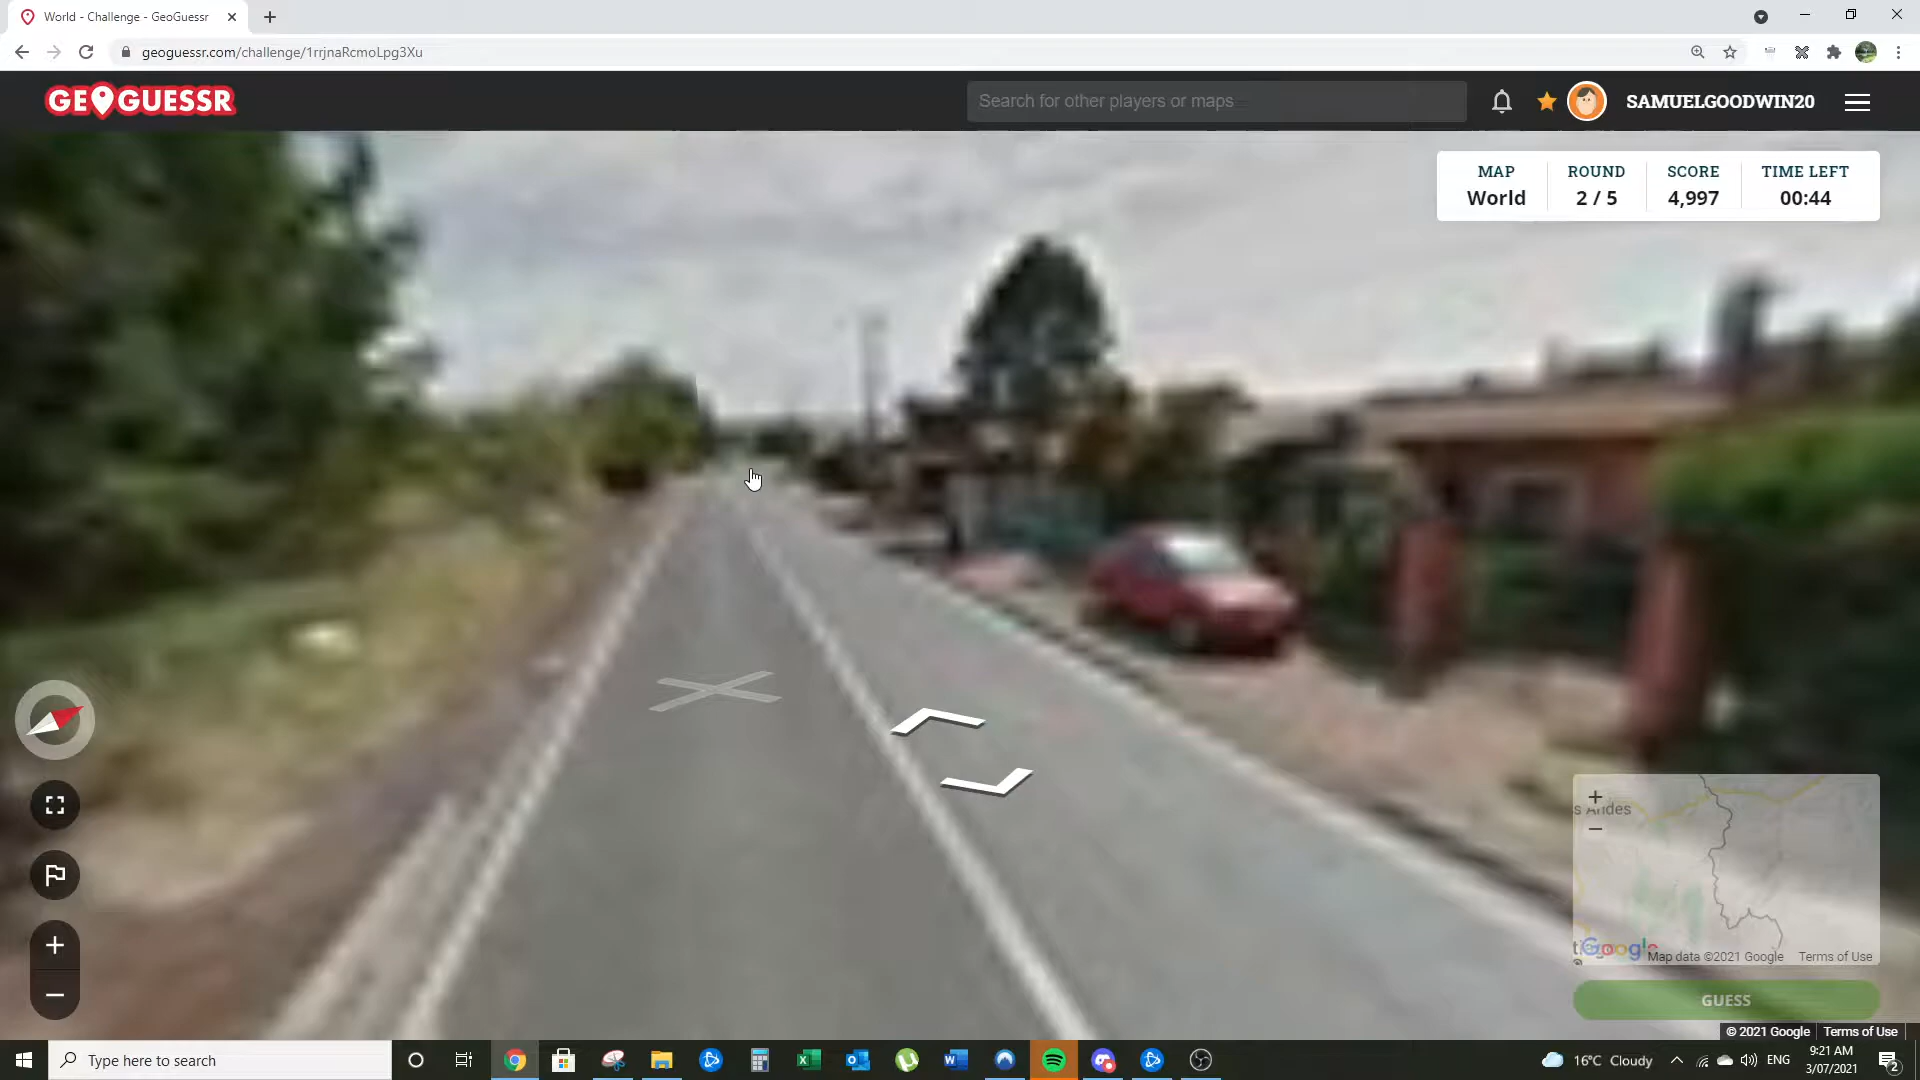 World - Challenge - GeoGuessr
geoguessr.com/challenge/1rrjnaRcmoLpg3Xu
GEOGUESSR
Search for other players or maps
SAMUELGOODWIN20
MAP ROUND SCORE TIME LEFT
World 2 / 5 4,997 00:44
s Andes
Google Map data ©2021 Google Terms of Use
GUESS
© 2021 Google Terms of Use
Type here to search
16°C Cloudy
ENG
9:21 AM
3/07/2021
2